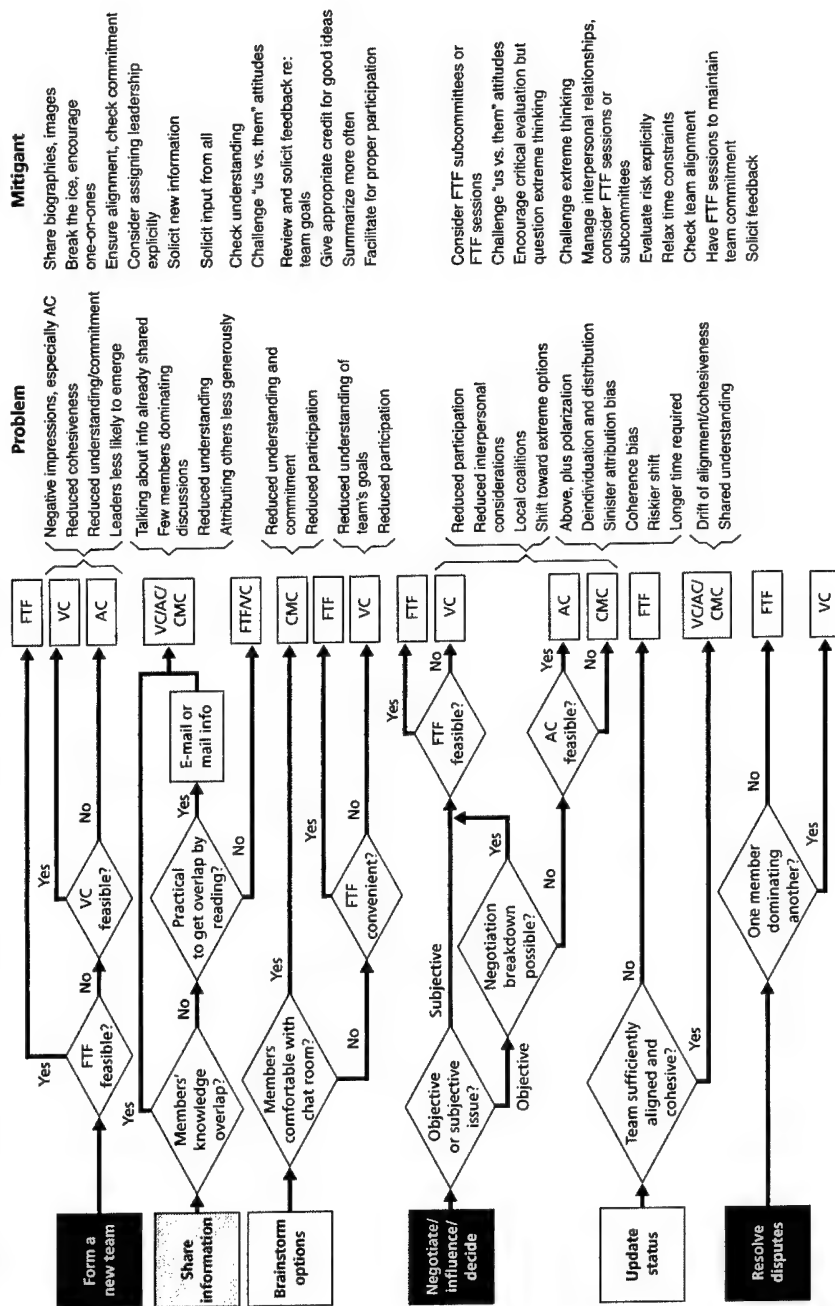 Problem
Mitigant
Form a
new team
FTF
feasible?
Yes
No
VC
feasible?
Yes
No
FTF
VC
AC
Negative impressions, especially AC
Reduced cohesiveness
Reduced understanding/commitment
Leaders less likely to emerge
Share biographies, images
Break the ice, encourage
one-on-ones
Ensure alignment, check commitment
Consider assigning leadership
explicity
Share
information
Members'
knowledge
overlap?
Yes
No
Practical
to get overlap by
reading?
Yes
No
E-mail or
mail info
VC/AC/
CMC
FTF/VC
Talking about info already shared
Few members dominating
discussions
Reduced understanding
Attributing others less generously
Solicit new information
Solicit input from all
Check understanding
Challenge "us vs. them" attitudes
Brainstorm
options
Members
comfortable with
chat room?
Yes
No
FTF
convenient?
Yes
No
CMC
FTF
VC
Reduced understanding and
commitment
Reduced participation
Reduced understanding of
team's goals
Reduced participation
Review and solicit feedback re:
team goals
Give appropriate credit for good ideas
Summarize more often
Facilitate for proper participation
Negotiate/
influence/
decide
Objective
or subjective
issue?
Subjective
Objective
Negotiation
breakdown
possible?
Yes
No
FTF
feasible?
Yes
No
AC
feasible?
Yes
No
FTF
VC
AC
CMC
Reduced participation
Reduced interpersonal
considerations
Local coalitions
Shift toward extreme options
Above, plus polarization
Deindividuation and distribution
Sinister attribution bias
Coherence bias
Riskier shift
Longer time required
Consider FTF subcommittees or
FTF sessions
Challenge "us vs. them" attitudes
Encourage critical evaluation but
question extreme thinking
Challenge extreme thinking
Manage interpersonal relationships,
consider FTF sessions or
subcommittees
Evaluate risk explicitly
Relax time constraints
Update
status
Team sufficiently
aligned and
cohesive?
No
Yes
FTF
VC/AC/
CMC
Drift of alignment/cohesiveness
Shared understanding
Check team alignment
Have FTF sessions to maintain
team commitment
Solicit feedback
Resolve
disputes
One member
dominating
another?
No
Yes
FTF
VC